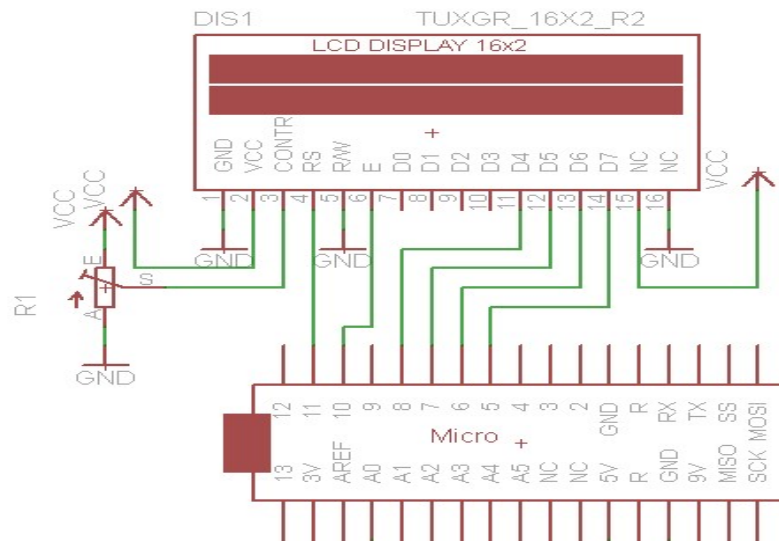 DIS1 TUXGR_16X2_R2
LCD DISPLAY 16x2
GND VCC CONTR RS R/W E D0 D1 D2 D3 D4 D5 D6 D7 NC NC
1 2 3 4 5 6 7 8 9 10 11 12 13 14 15 16
VCC VCC VCC
GND GND GND
E
S
R1
A
GND
12 11 10 9 8 7 6 5 4 3 2 GND R RX TX SS MOSI
Micro
13 3V AREF A0 A1 A2 A3 A4 A5 NC NC 5V R GND 9V MISO SCK